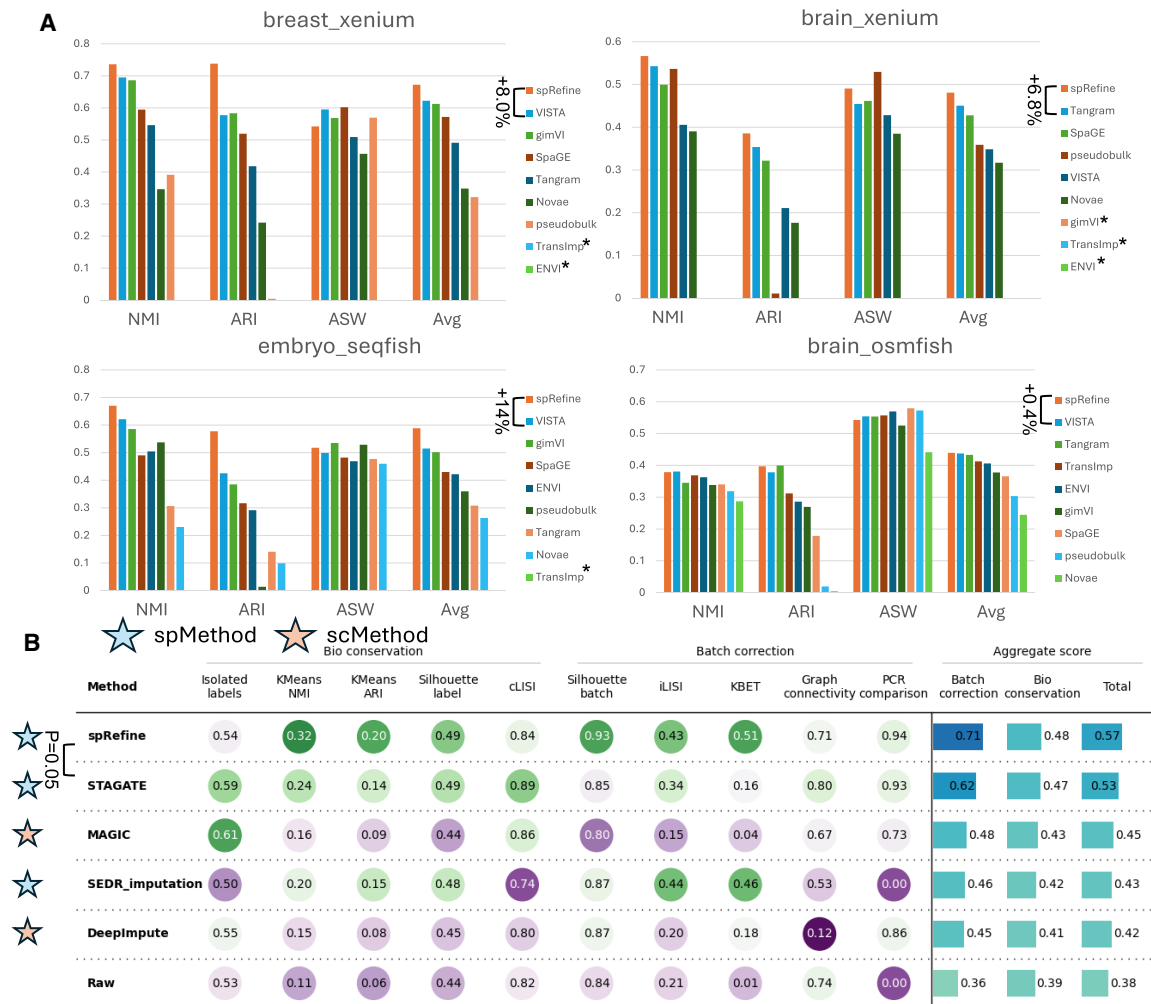 A
breast_xenium
0.8
0.7
0.6
0.5
0.4
0.3
0.2
0.1
0
NMI
ARI
ASW
Avg
+8.0%
spRefine
VISTA
gimVI
SpaGE
Tangram
Novae
pseudobulk
TransImp*
ENVI*
brain_xenium
0.6
0.5
0.4
0.3
0.2
0.1
0
NMI
ARI
ASW
Avg
+6.8%
spRefine
Tangram
SpaGE
pseudobulk
VISTA
Novae
gimVI*
TransImp*
ENVI*
embryo_seqfish
0.8
0.7
0.6
0.5
0.4
0.3
0.2
0.1
0
NMI
ARI
ASW
Avg
+14%
spRefine
VISTA
gimVI
SpaGE
ENVI
pseudobulk
Tangram
Novae
TransImp*
brain_osmfish
0.7
0.6
0.5
0.4
0.3
0.2
0.1
0
NMI
ARI
ASW
Avg
+0.4%
spRefine
VISTA
Tangram
TransImp
ENVI
gimVI
SpaGE
pseudobulk
Novae
B
spMethod
scMethod
Bio conservation
Batch correction
Aggregate score
Method
Isolated labels
KMeans NMI
KMeans ARI
Silhouette label
cLISI
Silhouette batch
iLISI
KBET
Graph connectivity
PCR comparison
Batch correction
Bio conservation
Total
P=0.05
spRefine 0.54 0.32 0.20 0.49 0.84 0.93 0.43 0.51 0.71 0.94 0.71 0.48 0.57
STAGATE 0.59 0.24 0.14 0.49 0.89 0.85 0.34 0.16 0.80 0.93 0.62 0.47 0.53
MAGIC 0.61 0.16 0.09 0.44 0.86 0.80 0.15 0.04 0.67 0.73 0.48 0.43 0.45
SEDR_imputation 0.50 0.20 0.15 0.48 0.74 0.87 0.44 0.46 0.53 0.00 0.46 0.42 0.43
DeepImpute 0.55 0.15 0.08 0.45 0.80 0.87 0.20 0.18 0.12 0.86 0.45 0.41 0.42
Raw 0.53 0.11 0.06 0.44 0.82 0.84 0.21 0.01 0.74 0.00 0.36 0.39 0.38